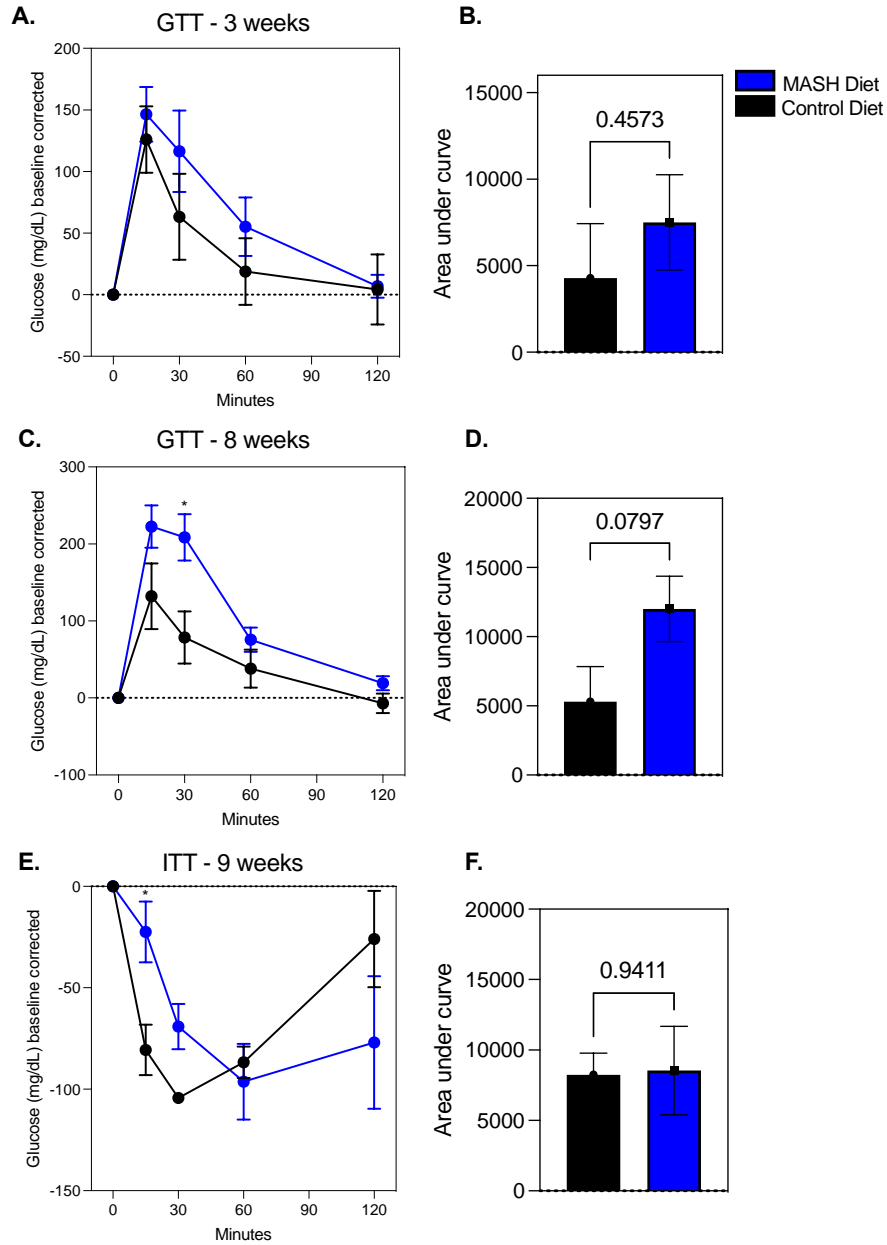 A.
GTT - 3 weeks
Glucose (mg/dL) baseline corrected
200
150
100
50
0
-50
0 30 60 90 120
Minutes
B.
MASH Diet
Control Diet
Area under curve
15000
10000
5000
0
0.4573
C.
GTT - 8 weeks
Glucose (mg/dL) baseline corrected
300
200
100
0
-100
*
0 30 60 90 120
Minutes
D.
Area under curve
20000
15000
10000
5000
0
0.0797
E.
ITT - 9 weeks
Glucose (mg/dL) baseline corrected
0
-50
-100
-150
*
0 30 60 90 120
Minutes
F.
Area under curve
20000
15000
10000
5000
0
0.9411